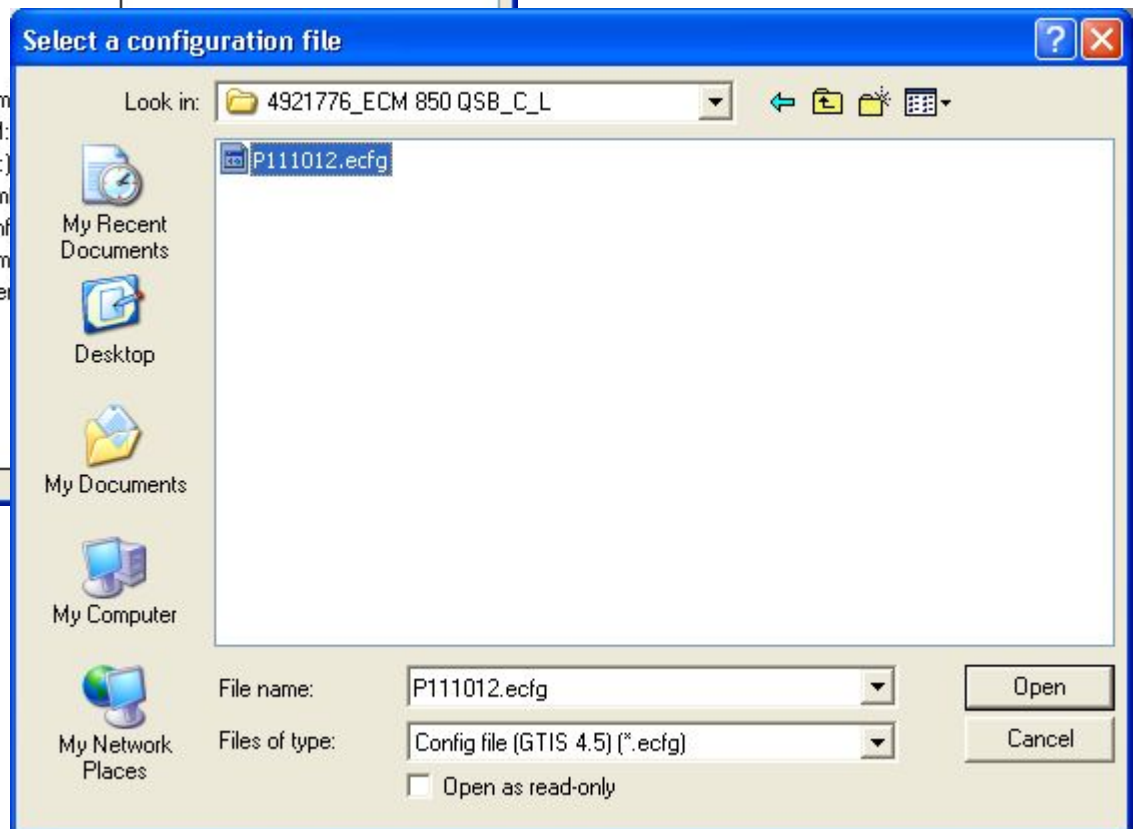 Select a configuration file
Look in: 4921776_ECM 850 QSB_C_L
P111012.ecfg
My Recent
Documents
Desktop
My Documents
My Computer
My Network
Places
File name: P111012.ecfg
Open
Files of type: Config file (GTIS 4.5) (*.ecfg)
Cancel
Open as read-only